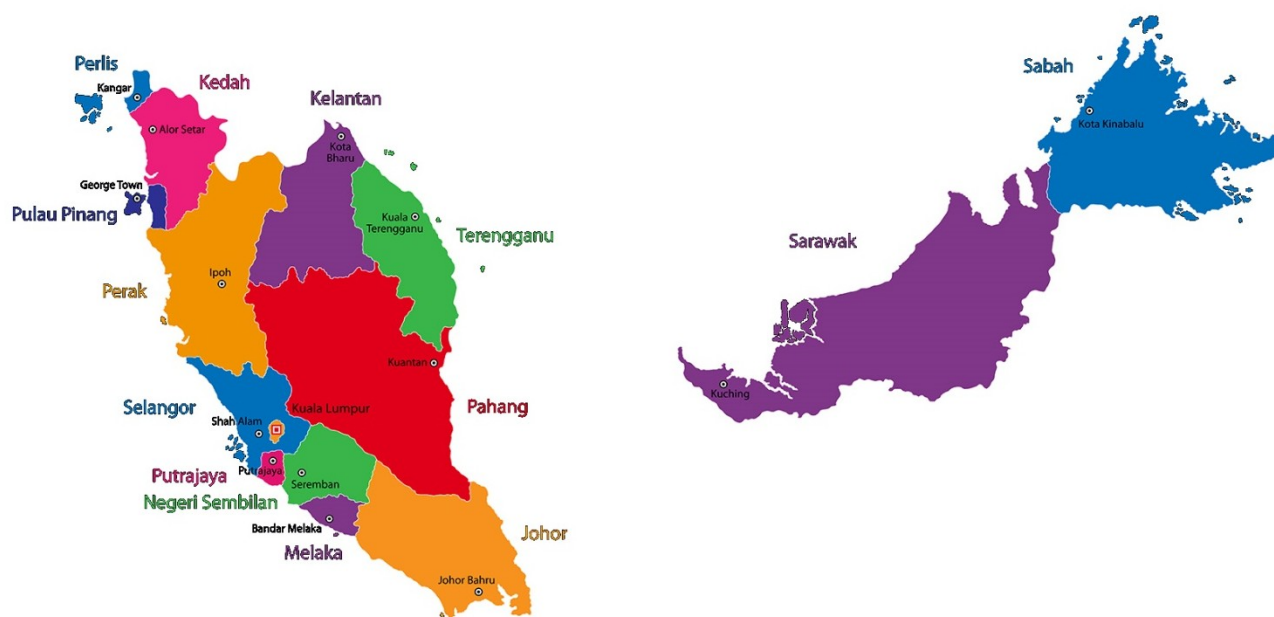 Perlis
Kangar
Kedah
Alor Setar
Kelantan
Kota
Bharu
George Town
Pulau Pinang
Kuala
Terengganu
Terengganu
Ipoh
Perak
Kuantan
Selangor
Kuala Lumpur
Pahang
Shah Alam
Putrajaya
Putrajaya
Seremban
Negeri Sembilan
Bandar Melaka
Melaka
Johor
Johor Bahru
Sabah
Kota Kinabalu
Sarawak
Kuching